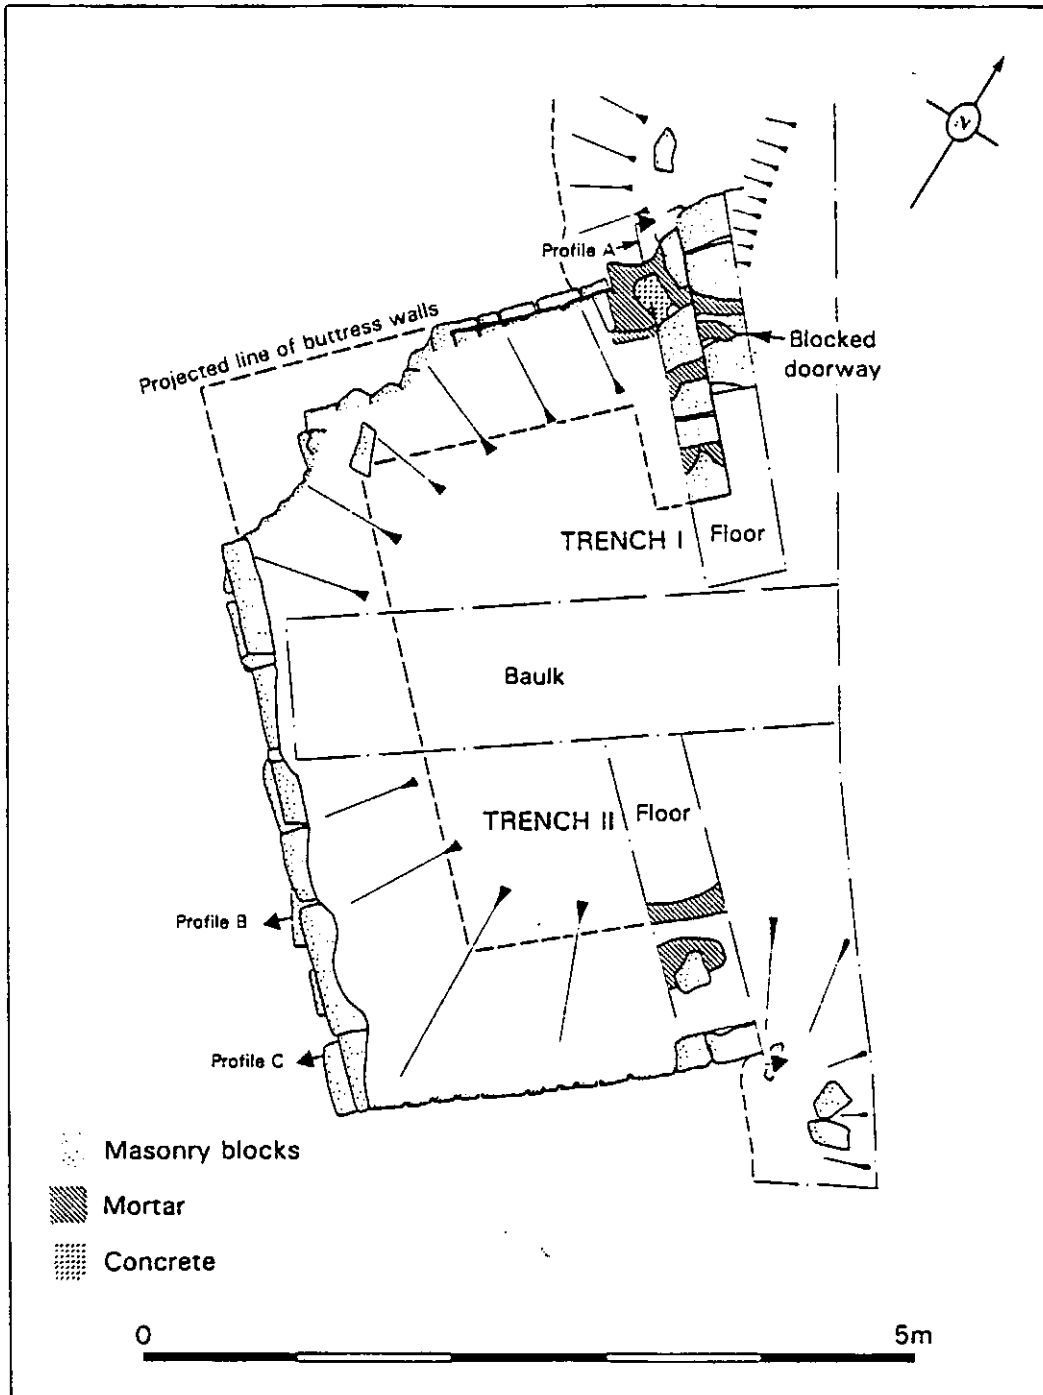 N
Profile A
Projected line of buttress walls
Blocked
doorway
TRENCH I
Floor
Baulk
TRENCH II
Floor
Profile B
Profile C
Masonry blocks
Mortar
Concrete
0
5m